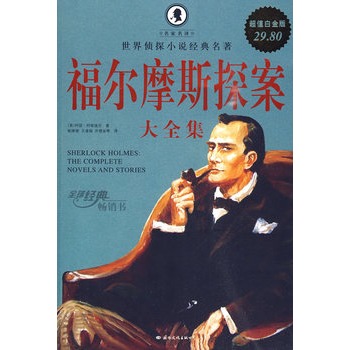 名家名译
世界侦探小说经典名著
超值白金版
29.80
福尔摩斯探案
大全集
SHERLOCK HOLMES:
THE COMPLETE
NOVELS AND STORIES
全球经典
畅销书